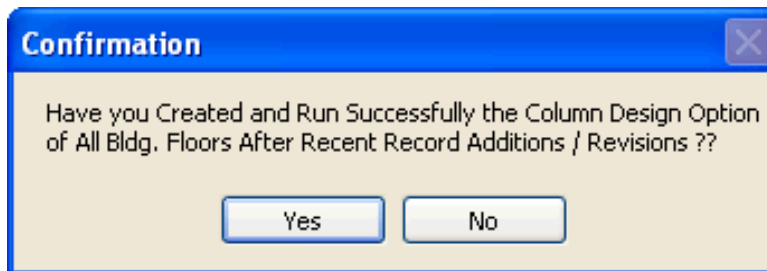 Confirmation
Have you Created and Run Successfully the Column Design Option
of All Bldg. Floors After Recent Record Additions / Revisions ??
Yes
No